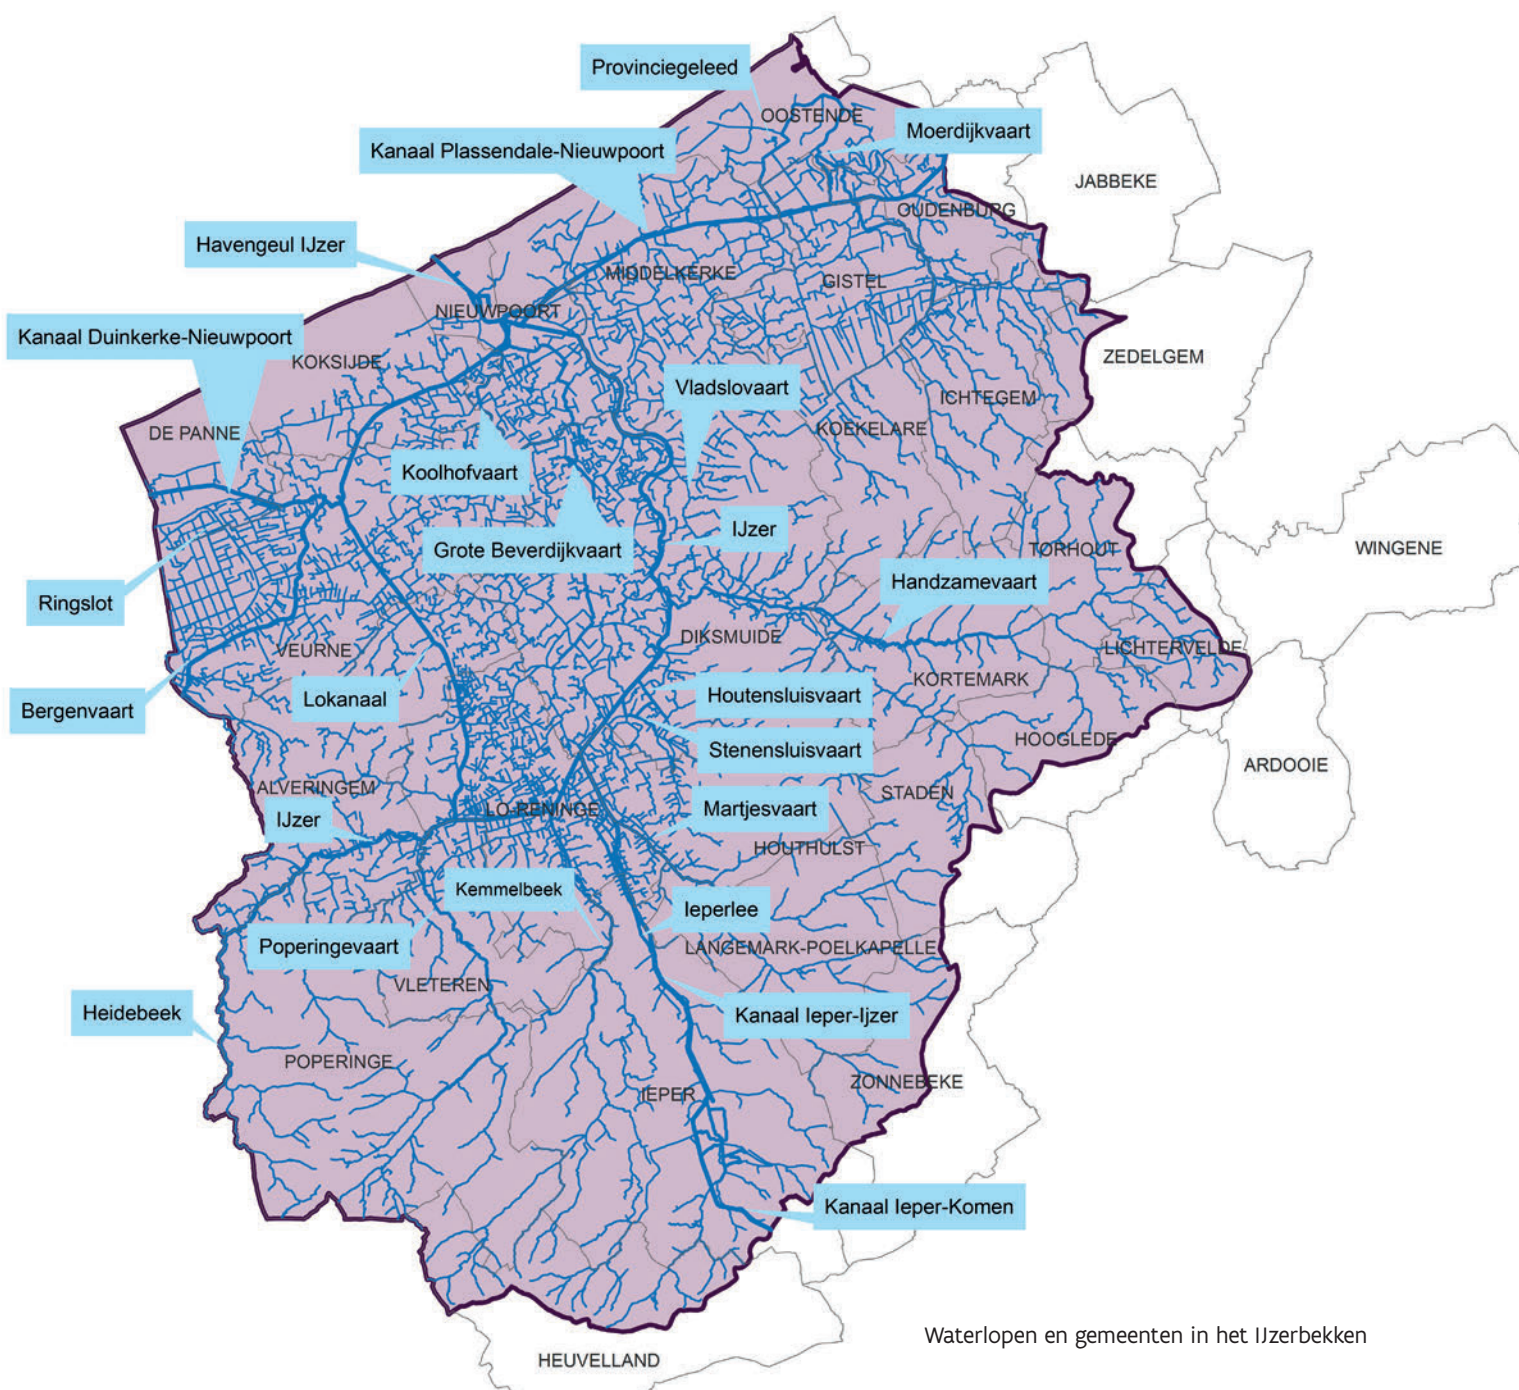 Provinciegeleed
OOSTENDE
Moerdijkvaart
Kanaal Plassendale-Nieuwpoort
JABBEKE
OUDENBURG
Havengeul IJzer
MIDDELKERKE
GISTEL
NIEUWPOORT
Kanaal Duinkerke-Nieuwpoort
KOKSIJDE
ZEDELGEM
Vladslovaart
ICHTEGEM
DE PANNE
KOEKELARE
Koolhofvaart
IJzer
Grote Beverdijkvaart
TORHOUT
WINGENE
Handzamevaart
Ringslot
DIKSMUIDE
VEURNE
LICHTERVELDE
KORTEMARK
Lokanaal
Houtensluisvaart
Bergenvaart
HOOGLEDE
Stenensluisvaart
ARDOOIE
ALVERINGEM
STADEN
LO-RENINGE
Martjesvaart
IJzer
HOUTHULST
Kemmelbeek
Ieperlee
Poperingevaart
LANGEMARK-POELKAPELLE
VLETEREN
Heidebeek
Kanaal Ieper-Ijzer
POPERINGE
ZONNEBEKE
IEPER
Kanaal Ieper-Komen
Waterlopen en gemeenten in het IJzerbekken
HEUVELLAND